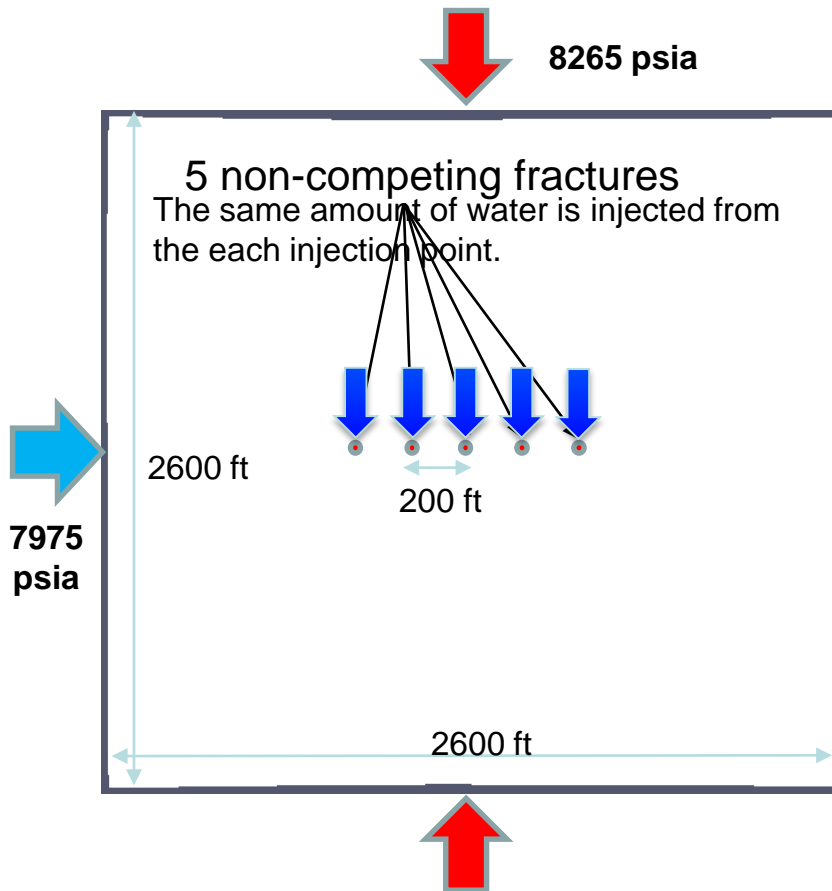 8265 psia
5 non-competing fractures
The same amount of water is injected from
the each injection point.
2600 ft
200 ft
7975
psia
2600 ft